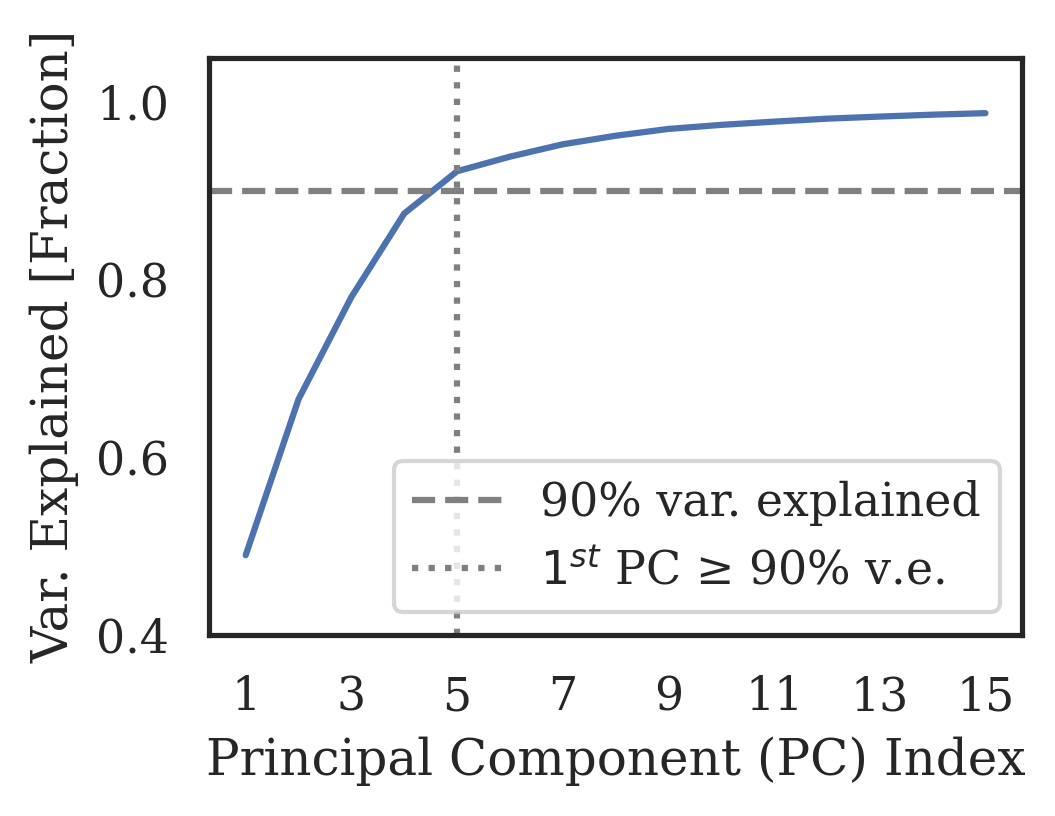 Var. Explained [Fraction]
1.0
0.8
0.6
0.4
90% var. explained
1st PC ≥ 90% v.e.
1 3 5 7 9 11 13 15
Principal Component (PC) Index